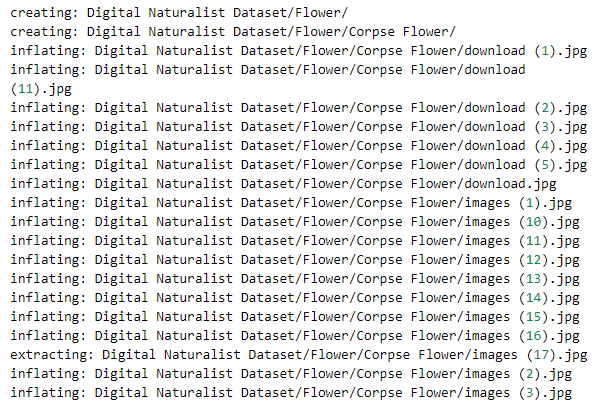 creating: Digital Naturalist Dataset/Flower/
creating: Digital Naturalist Dataset/Flower/Corpse Flower/
inflating: Digital Naturalist Dataset/Flower/Corpse Flower/download (1).jpg
inflating: Digital Naturalist Dataset/Flower/Corpse Flower/download
(11).jpg
inflating: Digital Naturalist Dataset/Flower/Corpse Flower/download (2).jpg
inflating: Digital Naturalist Dataset/Flower/Corpse Flower/download (3).jpg
inflating: Digital Naturalist Dataset/Flower/Corpse Flower/download (4).jpg
inflating: Digital Naturalist Dataset/Flower/Corpse Flower/download (5).jpg
inflating: Digital Naturalist Dataset/Flower/Corpse Flower/download.jpg
inflating: Digital Naturalist Dataset/Flower/Corpse Flower/images (1).jpg
inflating: Digital Naturalist Dataset/Flower/Corpse Flower/images (10).jpg
inflating: Digital Naturalist Dataset/Flower/Corpse Flower/images (11).jpg
inflating: Digital Naturalist Dataset/Flower/Corpse Flower/images (12).jpg
inflating: Digital Naturalist Dataset/Flower/Corpse Flower/images (13).jpg
inflating: Digital Naturalist Dataset/Flower/Corpse Flower/images (14).jpg
inflating: Digital Naturalist Dataset/Flower/Corpse Flower/images (15).jpg
inflating: Digital Naturalist Dataset/Flower/Corpse Flower/images (16).jpg
extracting: Digital Naturalist Dataset/Flower/Corpse Flower/images (17).jpg
inflating: Digital Naturalist Dataset/Flower/Corpse Flower/images (2).jpg
inflating: Digital Naturalist Dataset/Flower/Corpse Flower/images (3).jpg